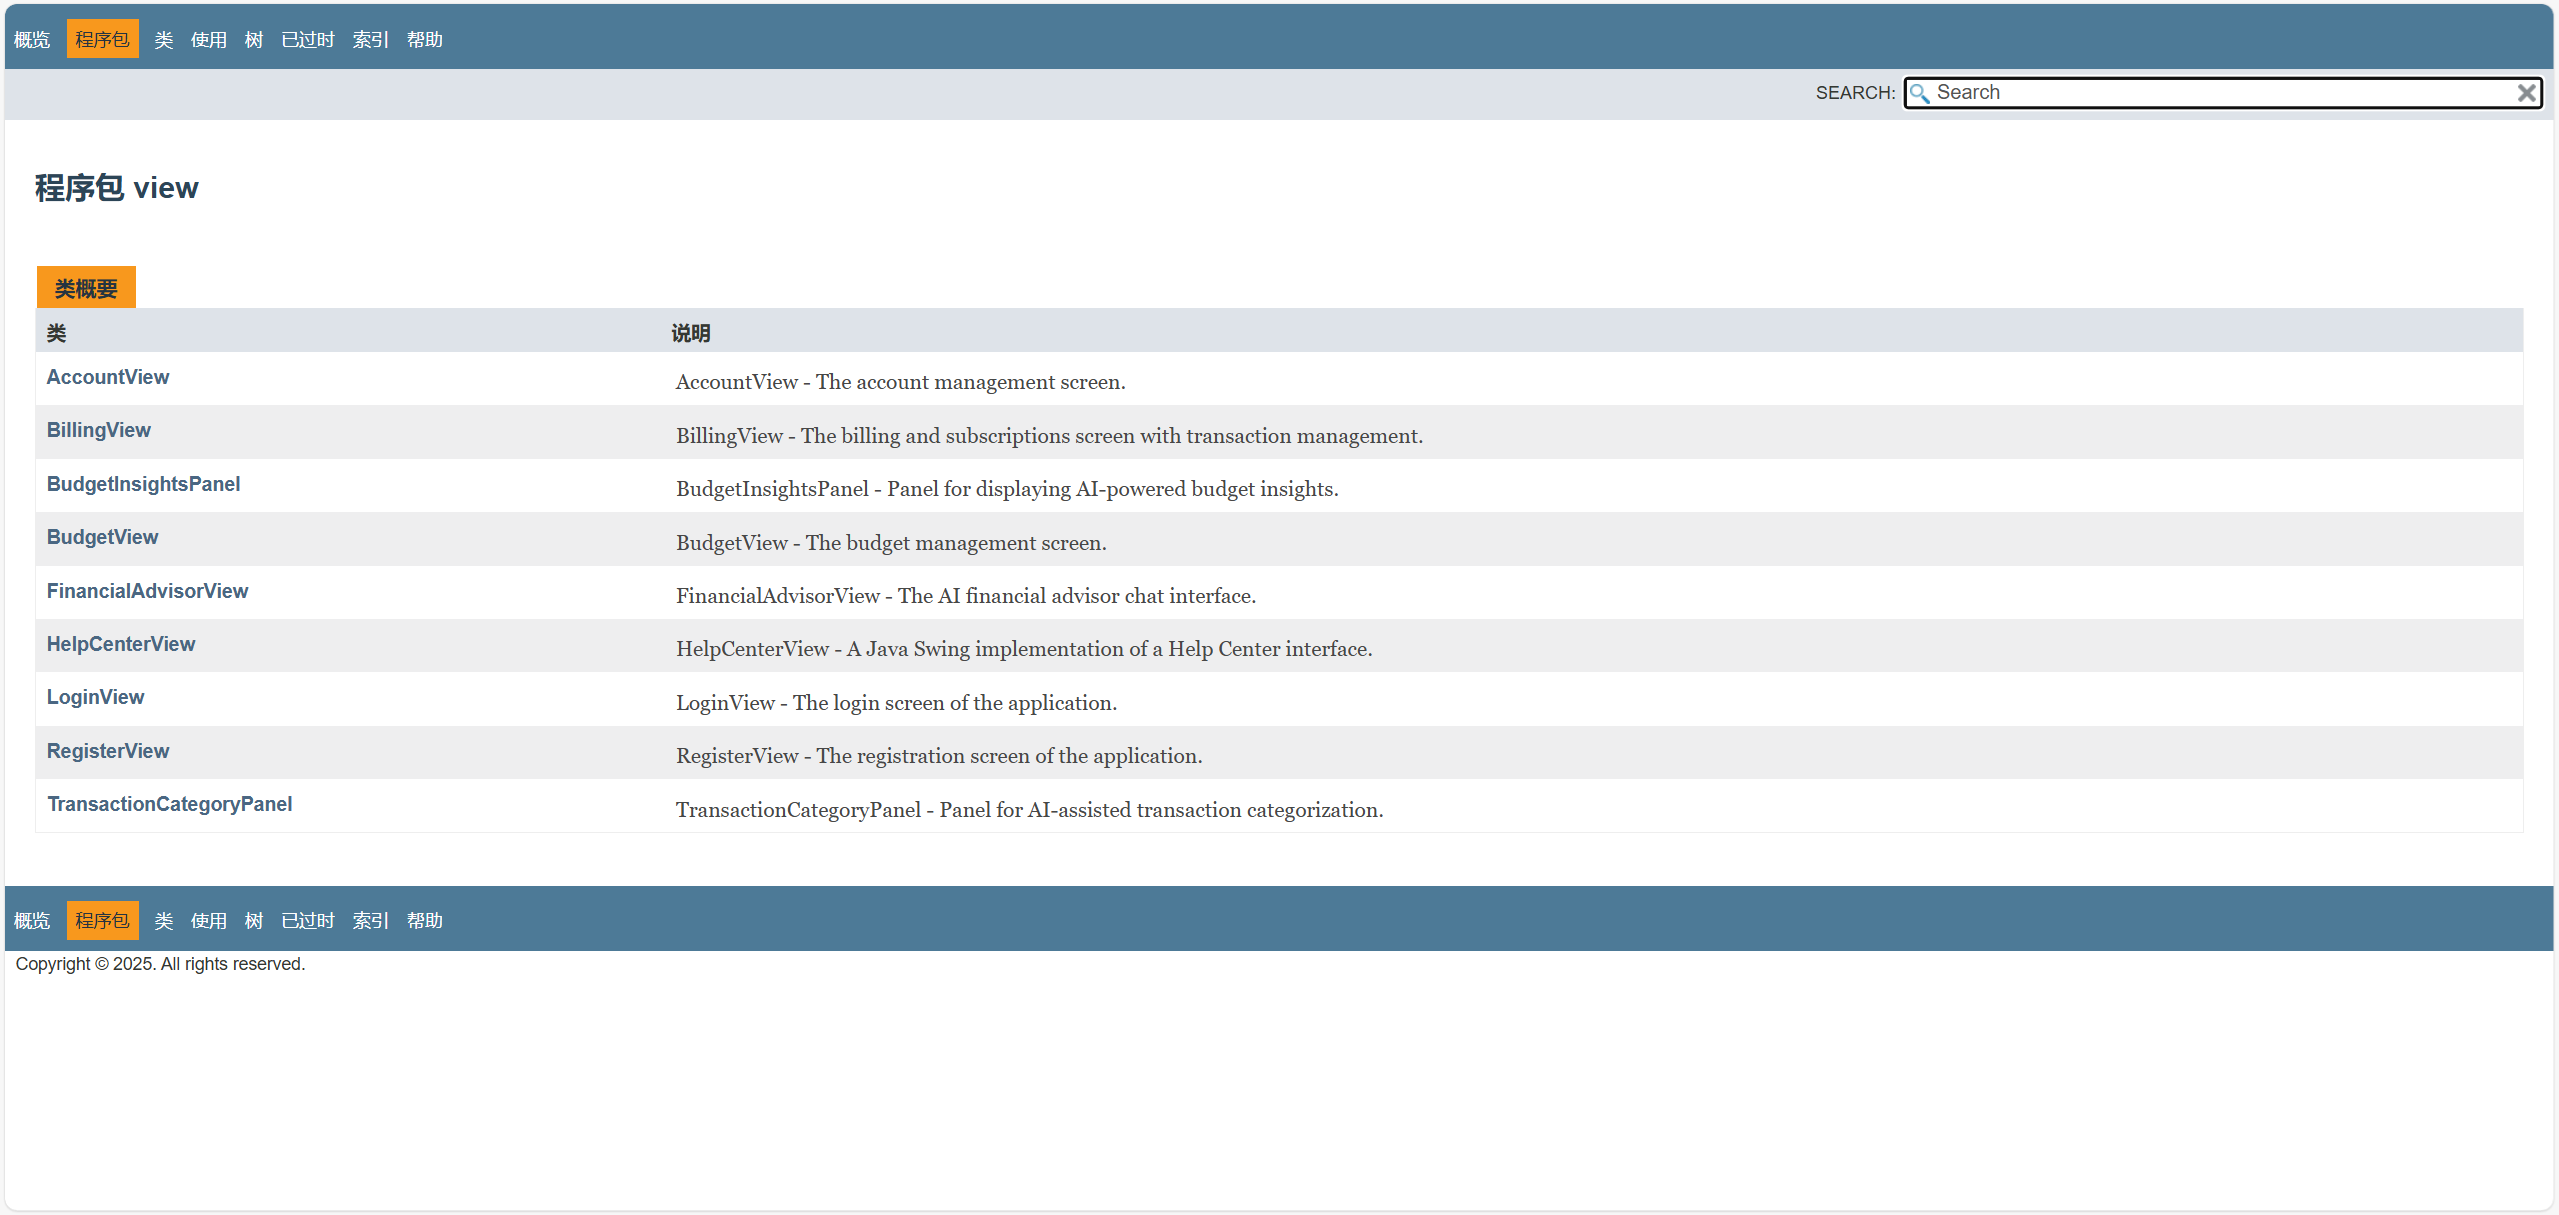 概览 程序包 类 使用 树 已过时 索引 帮助
SEARCH: Search
程序包 view
类概要
类 说明
AccountView AccountView - The account management screen.
BillingView BillingView - The billing and subscriptions screen with transaction management.
BudgetInsightsPanel BudgetInsightsPanel - Panel for displaying AI-powered budget insights.
BudgetView BudgetView - The budget management screen.
FinancialAdvisorView FinancialAdvisorView - The AI financial advisor chat interface.
HelpCenterView HelpCenterView - A Java Swing implementation of a Help Center interface.
LoginView LoginView - The login screen of the application.
RegisterView RegisterView - The registration screen of the application.
TransactionCategoryPanel TransactionCategoryPanel - Panel for AI-assisted transaction categorization.
概览 程序包 类 使用 树 已过时 索引 帮助
Copyright © 2025. All rights reserved.